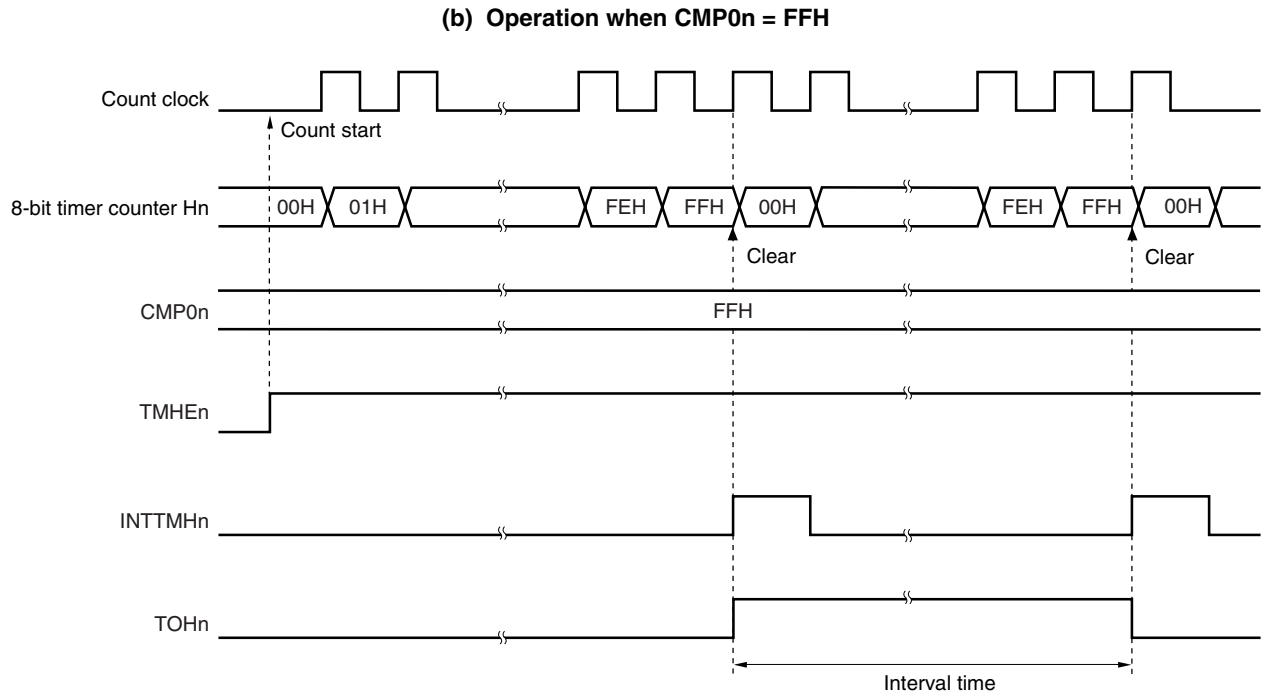 (b) Operation when CMP0n = FFH
Count clock
Count start
8-bit timer counter Hn
00H 01H FEH FFH 00H FEH FFH 00H
Clear Clear
CMP0n
FFH
TMHEn
INTTMHn
TOHn
Interval time